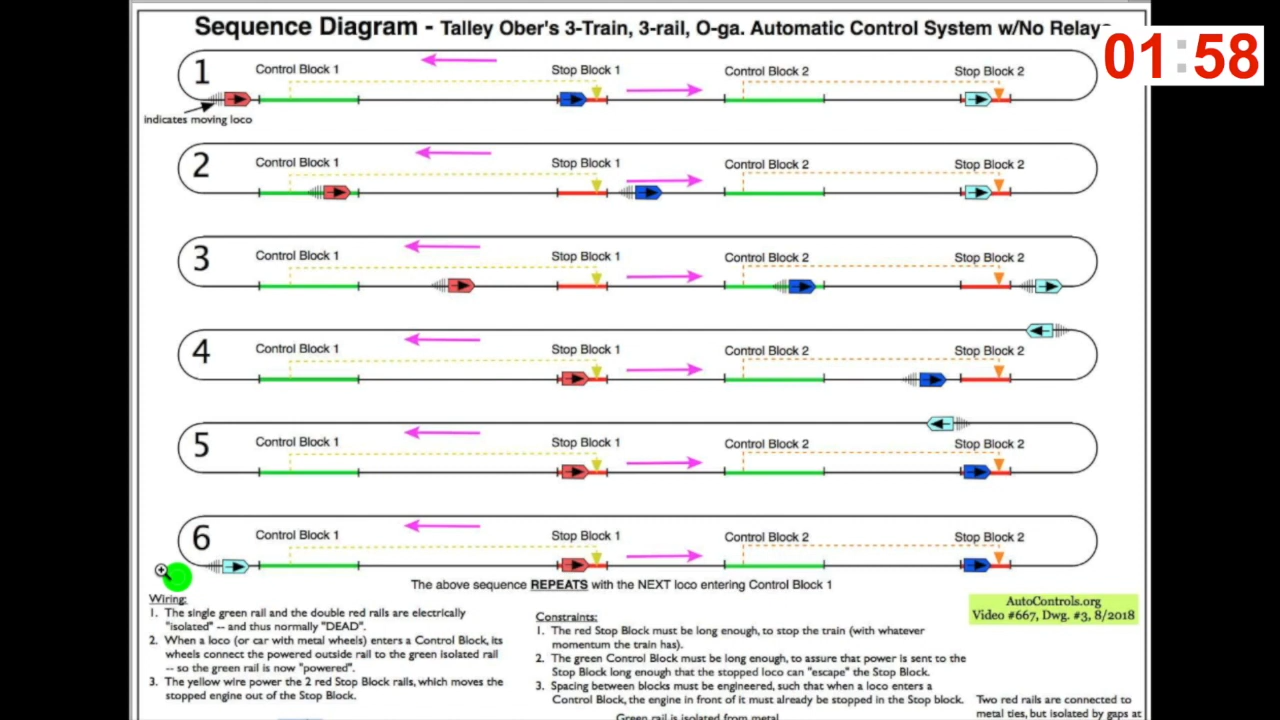 Sequence Diagram - Talley Ober's 3-Train, 3-rail, O-ga. Automatic Control System w/No Relays
01:58
1
Control Block 1
Stop Block 1
Control Block 2
Stop Block 2
indicates moving loco
2
Control Block 1
Stop Block 1
Control Block 2
Stop Block 2
3
Control Block 1
Stop Block 1
Control Block 2
Stop Block 2
4
Control Block 1
Stop Block 1
Control Block 2
Stop Block 2
5
Control Block 1
Stop Block 1
Control Block 2
Stop Block 2
6
Control Block 1
Stop Block 1
Control Block 2
Stop Block 2
The above sequence REPEATS with the NEXT loco entering Control Block 1
Wiring:
1. The single green rail and the double red rails are electrically
"isolated" -- and thus normally "DEAD".
2. When a loco (or car with metal wheels) enters a Control Block, its
wheels connect the powered outside rail to the green isolated rail
-- so the green rail is now "powered".
3. The yellow wire power the 2 red Stop Block rails, which moves the
stopped engine out of the Stop Block.
Constraints:
1. The red Stop Block must be long enough, to stop the train (with whatever
momentum the train has).
2. The green Control Block must be long enough, to assure that power is sent to the
Stop Block long enough that the stopped loco can "escape" the Stop Block.
3. Spacing between blocks must be engineered, such that when a loco enters a
Control Block, the engine in front of it must already be stopped in the Stop block.
Green rail is isolated from metal
AutoControls.org
Video #667, Dwg. #3, 8/2018
Two red rails are connected to
metal ties, but isolated by gaps at